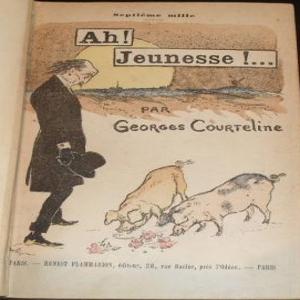 Septième mille
Ah!
Jeunesse!...
PAR
GEORGES COURTELINE
PARIS. — ERNEST FLAMMARION, éditeur, 26, rue Racine, près l'Odéon. — PARIS